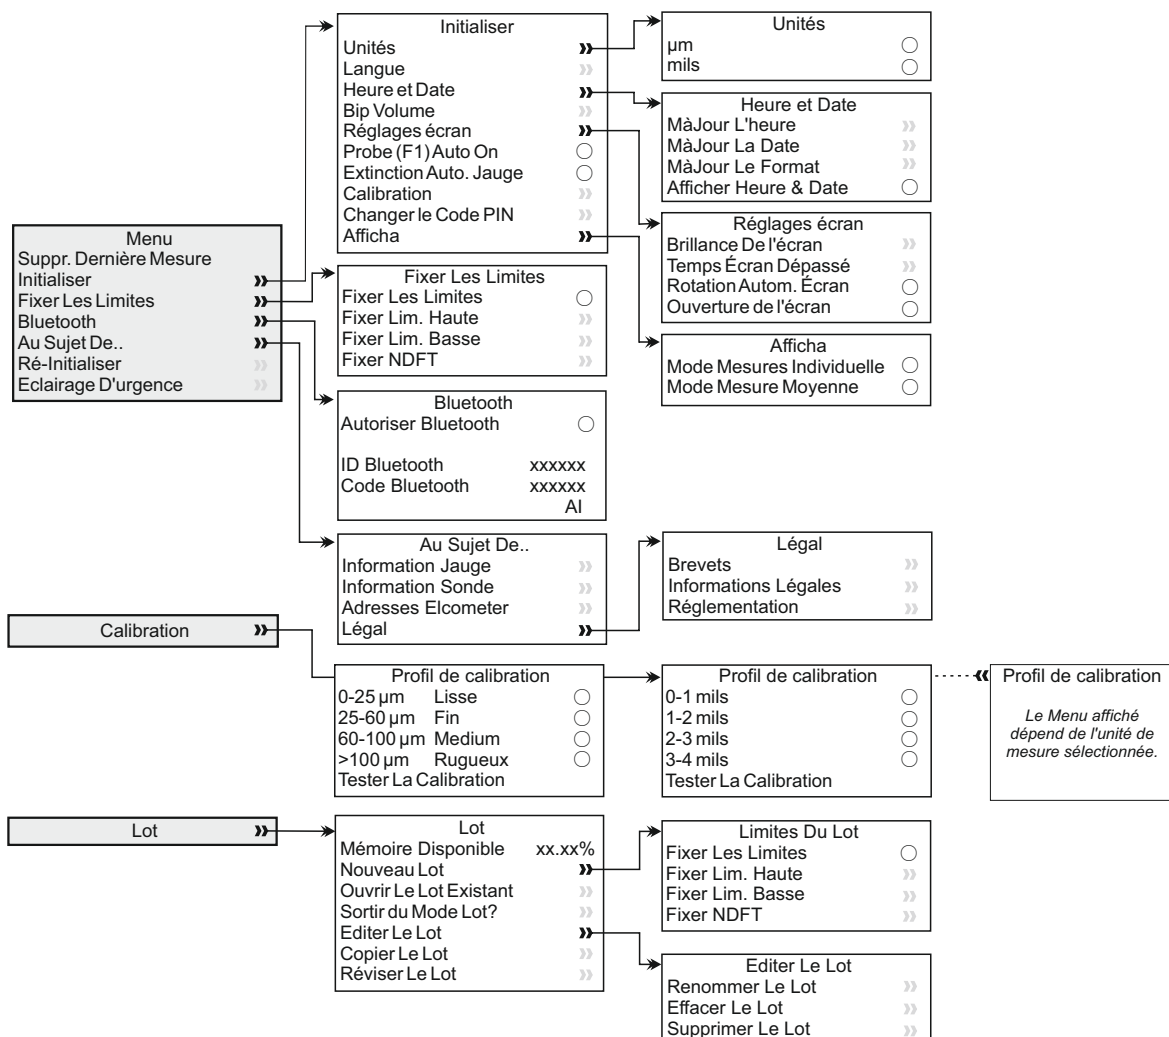 Menu
Suppr. Dernière Mesure
Initialiser
Fixer Les Limites
Bluetooth
Au Sujet De..
Ré-Initialiser
Eclairage D'urgence
Initialiser
Unités
Langue
Heure et Date
Bip Volume
Réglages écran
Probe (F1) Auto On
Extinction Auto. Jauge
Calibration
Changer le Code PIN
Afficha
Unités
µm
mils
Heure et Date
MàJour L'heure
MàJour La Date
MàJour Le Format
Afficher Heure & Date
Réglages écran
Brillance De l'écran
Temps Écran Dépassé
Rotation Autom. Écran
Ouverture de l'écran
Afficha
Mode Mesures Individuelle
Mode Mesure Moyenne
Fixer Les Limites
Fixer Les Limites
Fixer Lim. Haute
Fixer Lim. Basse
Fixer NDFT
Bluetooth
Autoriser Bluetooth
ID Bluetooth xxxxxx
Code Bluetooth xxxxxx
AI
Au Sujet De..
Information Jauge
Information Sonde
Adresses Elcometer
Légal
Légal
Brevets
Informations Légales
Réglementation
Calibration
Profil de calibration
0-25 µm Lisse
25-60 µm Fin
60-100 µm Medium
>100 µm Rugueux
Tester La Calibration
Profil de calibration
0-1 mils
1-2 mils
2-3 mils
3-4 mils
Tester La Calibration
Profil de calibration
Le Menu affiché
dépend de l'unité de
mesure sélectionnée.
Lot
Lot
Mémoire Disponible xx.xx%
Nouveau Lot
Ouvrir Le Lot Existant
Sortir du Mode Lot?
Editer Le Lot
Copier Le Lot
Réviser Le Lot
Limites Du Lot
Fixer Les Limites
Fixer Lim. Haute
Fixer Lim. Basse
Fixer NDFT
Editer Le Lot
Renommer Le Lot
Effacer Le Lot
Supprimer Le Lot